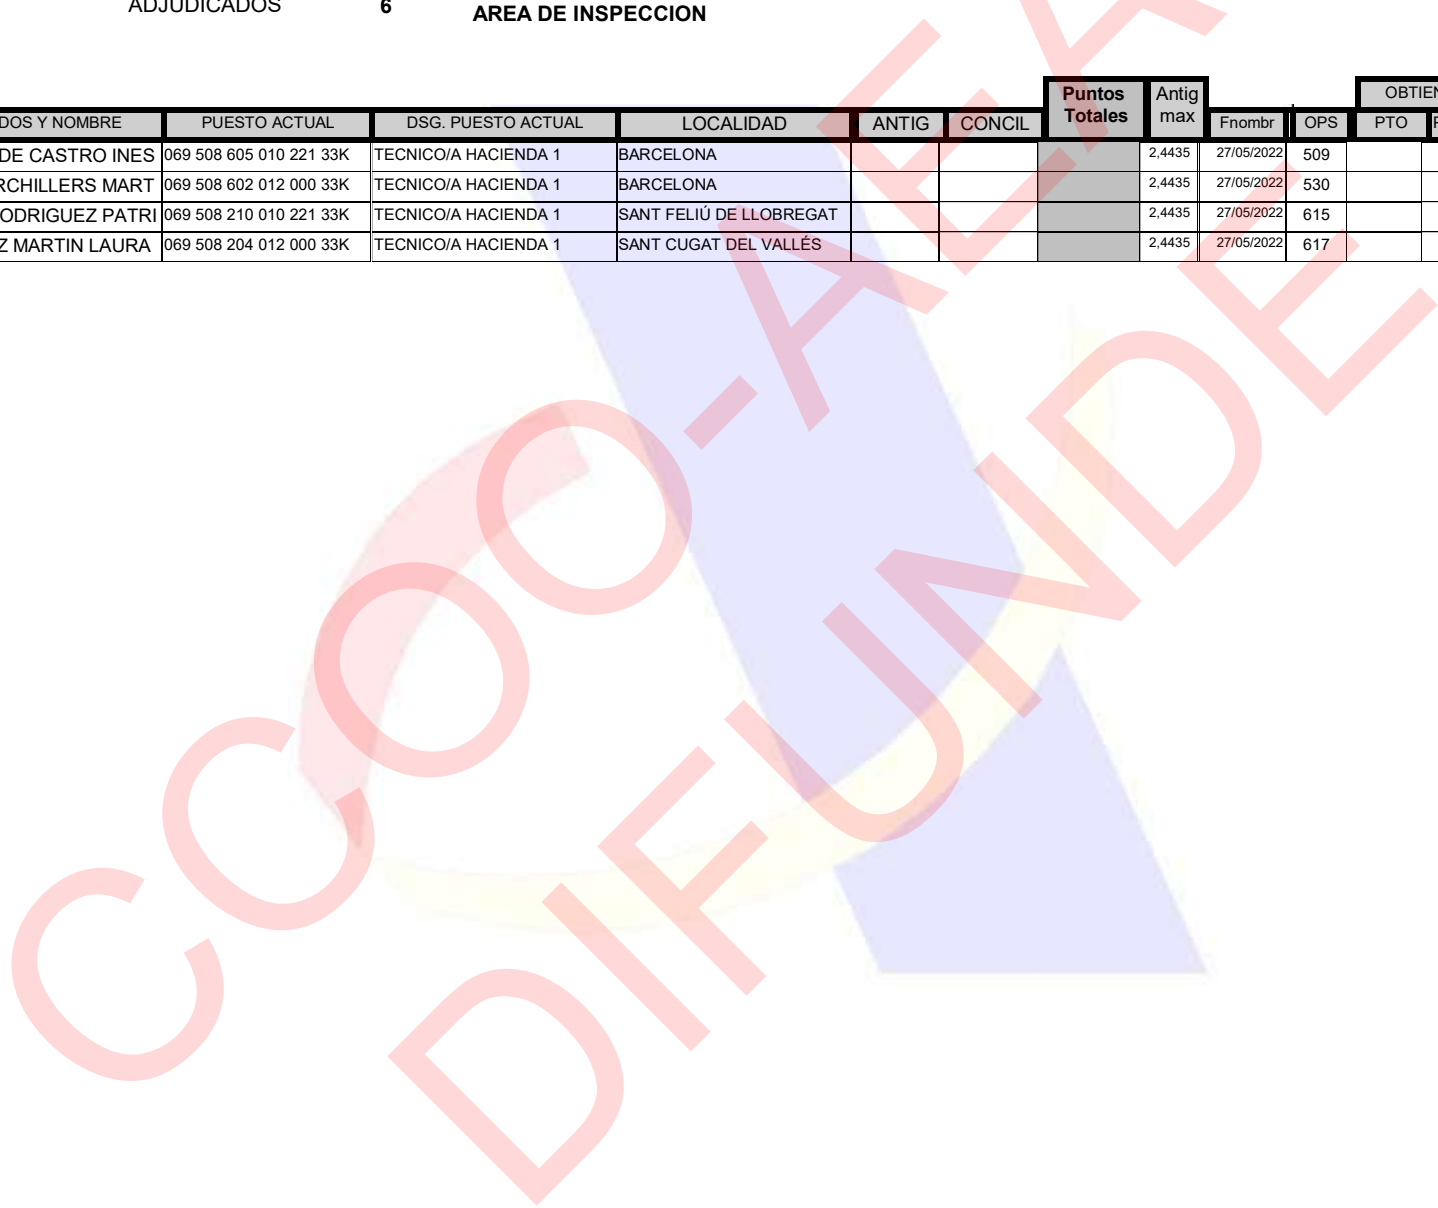 ADJUDICADOS 6 AREA DE INSPECCION
Puntos Totales Antig max OBTIEN
DOS Y NOMBRE PUESTO ACTUAL DSG. PUESTO ACTUAL LOCALIDAD ANTIG CONCIL Fnombr OPS PTO
DE CASTRO INES 069 508 605 010 221 33K TECNICO/A HACIENDA 1 BARCELONA 2,4435 27/05/2022 509
RCHILLERS MART 069 508 602 012 000 33K TECNICO/A HACIENDA 1 BARCELONA 2,4435 27/05/2022 530
ODRIGUEZ PATRI 069 508 210 010 221 33K TECNICO/A HACIENDA 1 SANT FELIÚ DE LLOBREGAT 2,4435 27/05/2022 615
Z MARTIN LAURA 069 508 204 012 000 33K TECNICO/A HACIENDA 1 SANT CUGAT DEL VALLÉS 2,4435 27/05/2022 617
CCOO-AEA
DIFUNDE